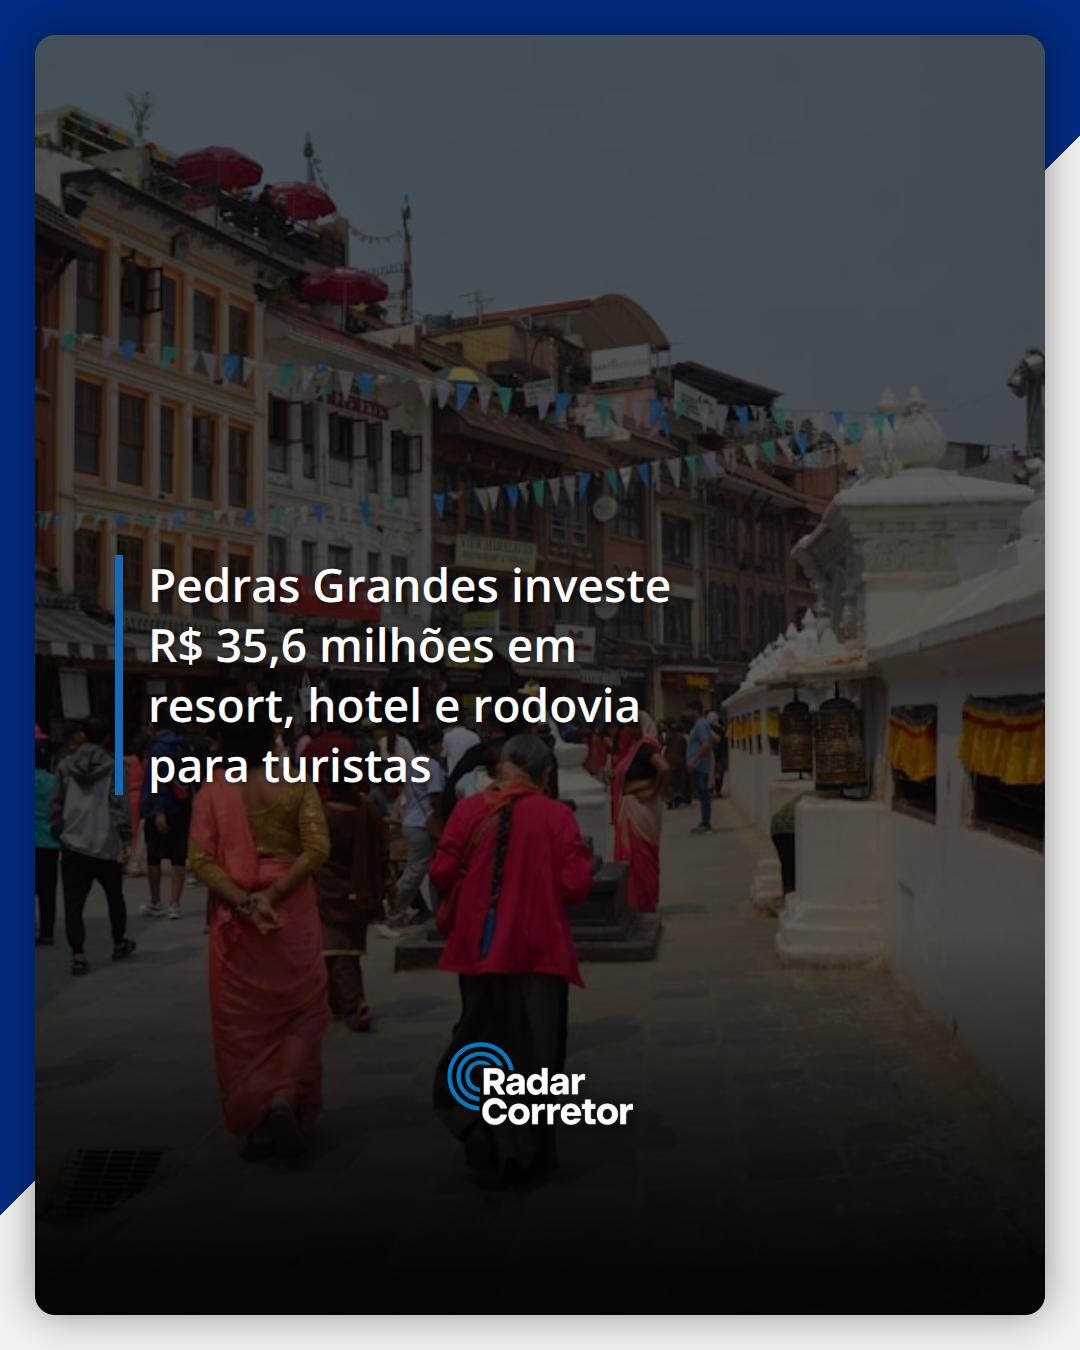 Pedras Grandes investe
R$ 35,6 milhões em
resort, hotel e rodovia
para turistas
Radar
Corretor